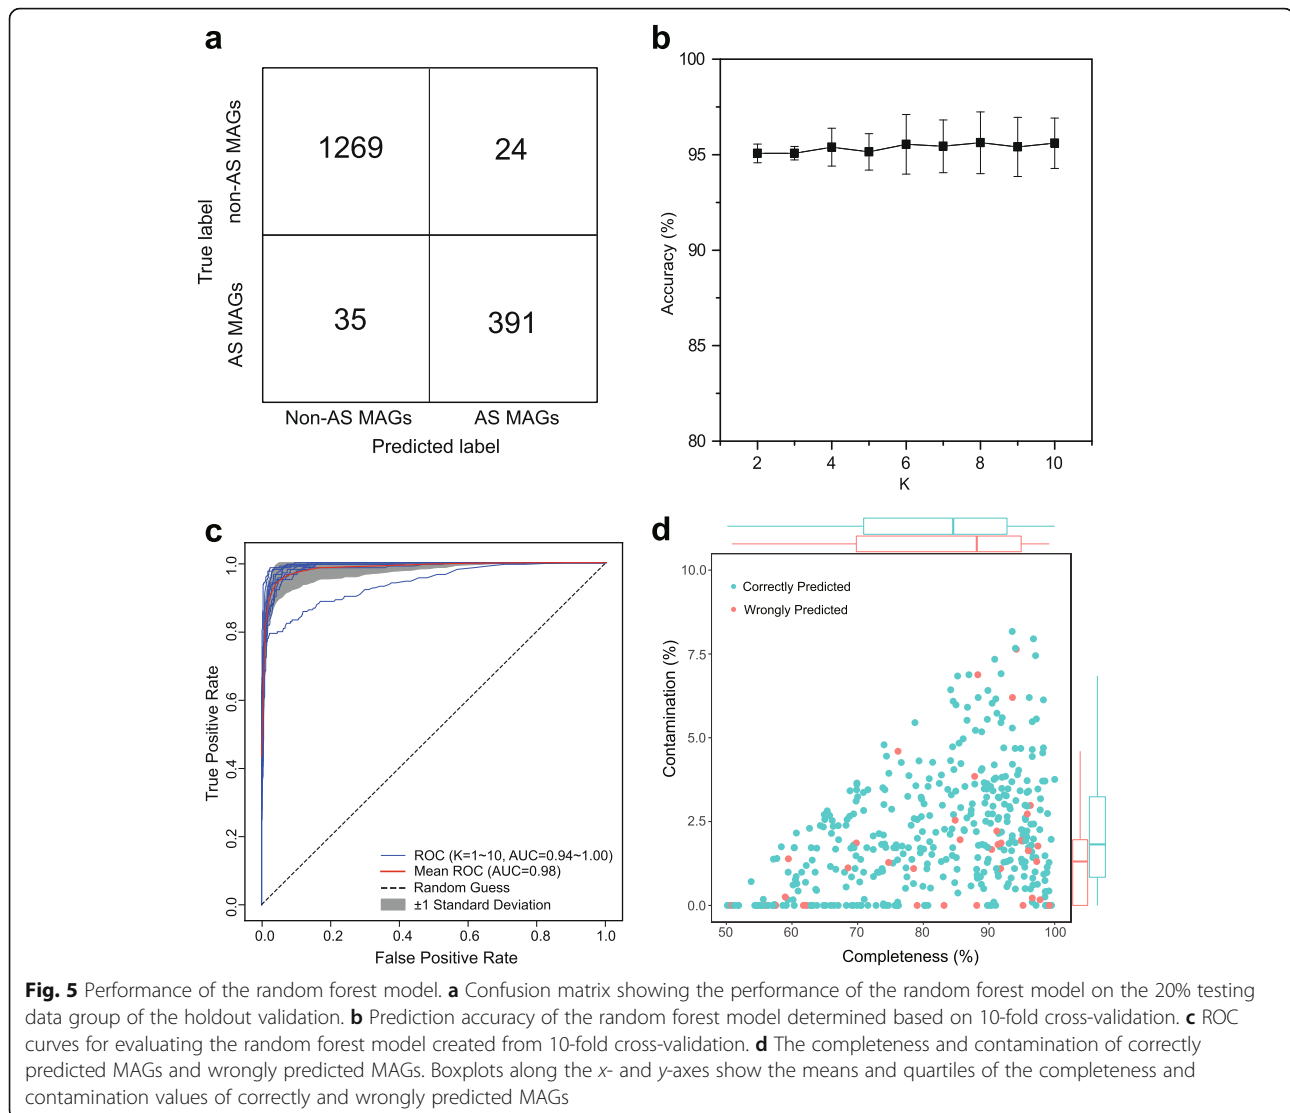 a
True label
non-AS MAGs
AS MAGs
1269
24
35
391
Non-AS MAGs
AS MAGs
Predicted label
b
Accuracy (%)
100
95
90
85
80
2
4
6
8
10
K
c
True Positive Rate
1.0
0.8
0.6
0.4
0.2
0.0
ROC (K=1~10, AUC=0.94~1.00)
Mean ROC (AUC=0.98)
Random Guess
±1 Standard Deviation
0.0
0.2
0.4
0.6
0.8
1.0
False Positive Rate
d
Contamination (%)
10.0
7.5
5.0
2.5
0.0
Correctly Predicted
Wrongly Predicted
50
60
70
80
90
100
Completeness (%)
Fig. 5 Performance of the random forest model. a Confusion matrix showing the performance of the random forest model on the 20% testing
data group of the holdout validation. b Prediction accuracy of the random forest model determined based on 10-fold cross-validation. c ROC
curves for evaluating the random forest model created from 10-fold cross-validation. d The completeness and contamination of correctly
predicted MAGs and wrongly predicted MAGs. Boxplots along the x- and y-axes show the means and quartiles of the completeness and
contamination values of correctly and wrongly predicted MAGs